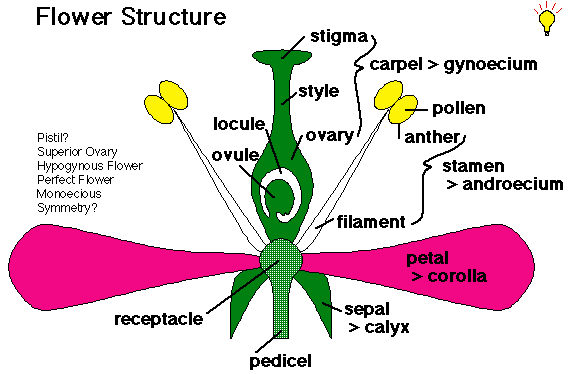 Flower Structure
stigma
carpel > gynoecium
style
pollen
locule
ovary
anther
Pistil?
Superior Ovary
Hypogynous Flower
Perfect Flower
Monoecious
Symmetry?
ovule
stamen
> androecium
filament
petal
> corolla
receptacle
sepal
> calyx
pedicel